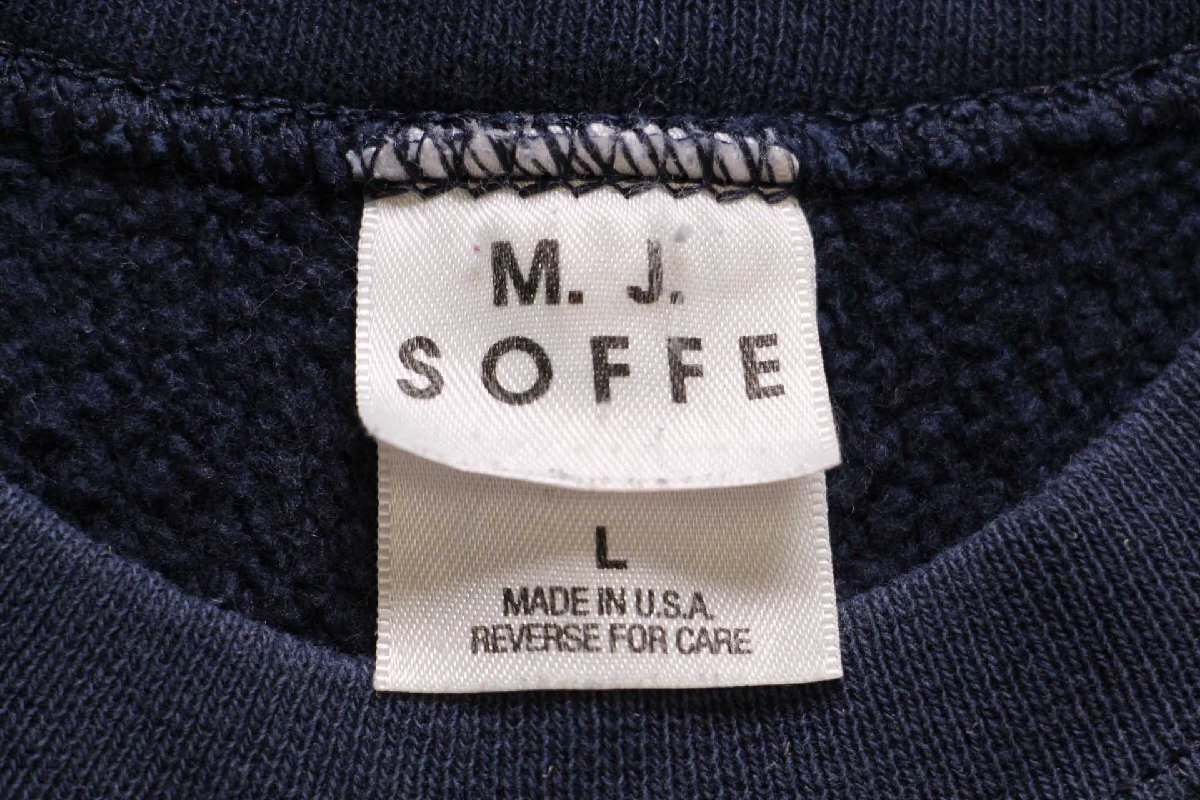 M. J.
SOFFE
L
MADE IN U.S.A.
REVERSE FOR CARE